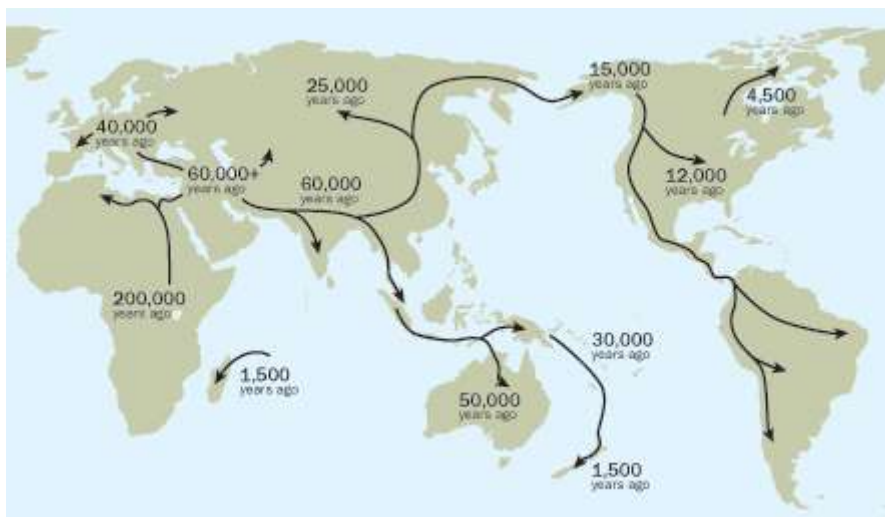 15,000
years ago
25,000
years ago
4,500
years ago
40,000
years ago
60,000+
years ago
60,000
years ago
12,000
years ago
200,000
years ago
30,000
years ago
1,500
years ago
50,000
years ago
1,500
years ago